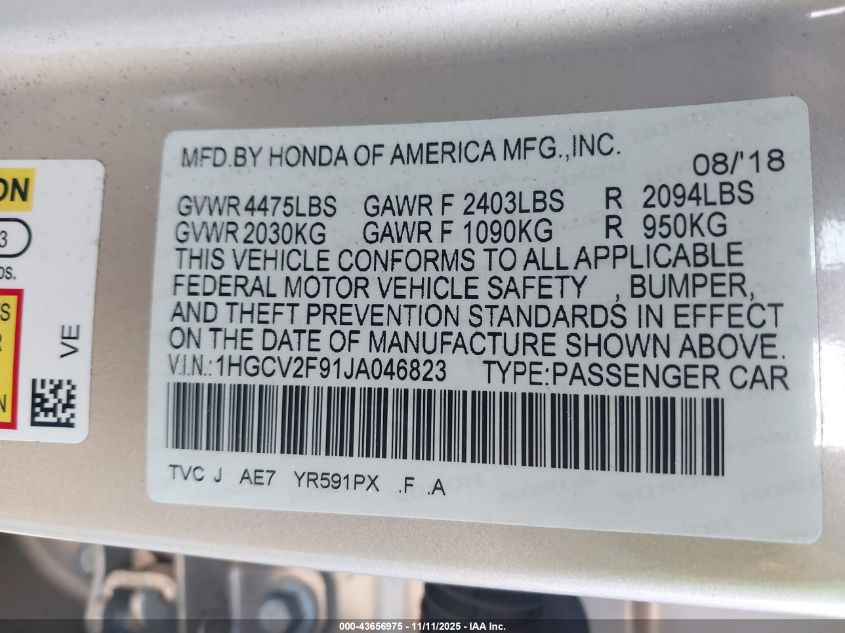 MFD.BY HONDA OF AMERICA MFG.,INC.
08/'18
GVWR 4475LBS GAWR F 2403LBS R 2094LBS
GVWR 2030KG GAWR F 1090KG R 950KG
THIS VEHICLE CONFORMS TO ALL APPLICABLE
FEDERAL MOTOR VEHICLE SAFETY , BUMPER,
AND THEFT PREVENTION STANDARDS IN EFFECT
ON THE DATE OF MANUFACTURE SHOWN ABOVE.
V.I.N.:1HGCV2F91JA046823 TYPE:PASSENGER CAR
TVC J AE7 YR591PX .F .A
VE
000-43656975 - 11/11/2025 - IAA Inc.